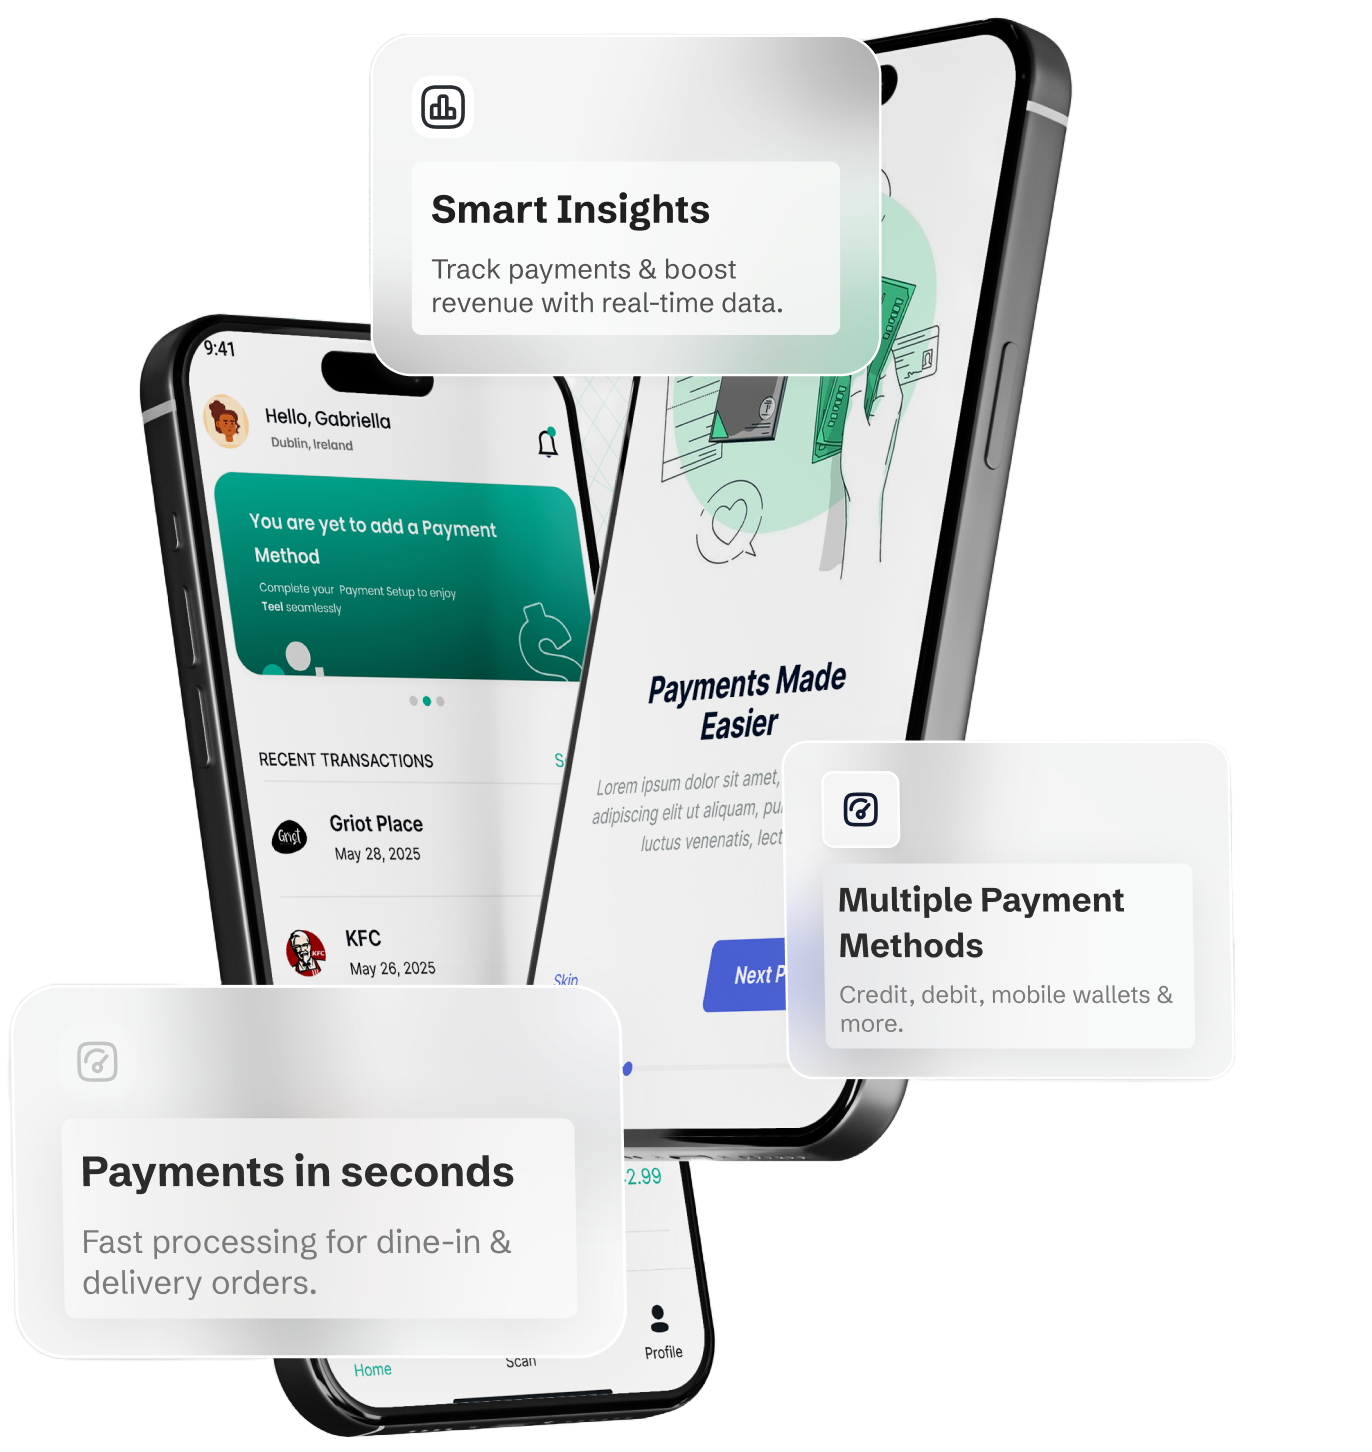 Smart Insights
Track payments & boost
revenue with real-time data.
9:41
Hello, Gabriella
Dublin, Ireland
You are yet to add a Payment
Method
Complete your Payment Setup to enjoy
Teel seamlessly
RECENT TRANSACTIONS
Griot
Griot Place
May 28, 2025
KFC
KFC
May 26, 2025
2.99
Home
Scan
Profile
Payments Made
Easier
Lorem ipsum dolor sit amet,
adipiscing elit ut aliquam,
luctus venenatis,
Skip
Next
Multiple Payment
Methods
Credit, debit, mobile wallets &
more.
Payments in seconds
Fast processing for dine-in &
delivery orders.